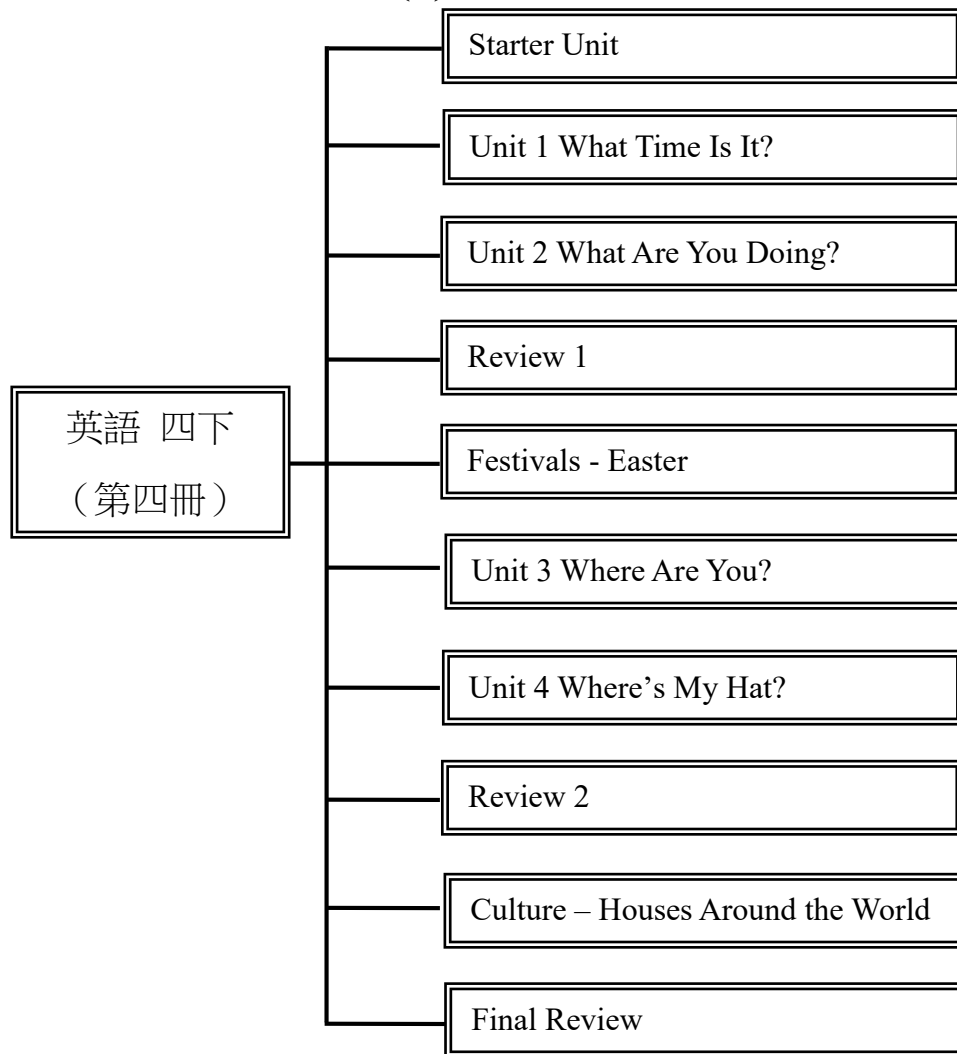 Starter Unit
Unit 1 What Time Is It?
Unit 2 What Are You Doing?
Review 1
英語 四下
（第四冊）
Festivals - Easter
Unit 3 Where Are You?
Unit 4 Where’s My Hat?
Review 2
Culture – Houses Around the World
Final Review